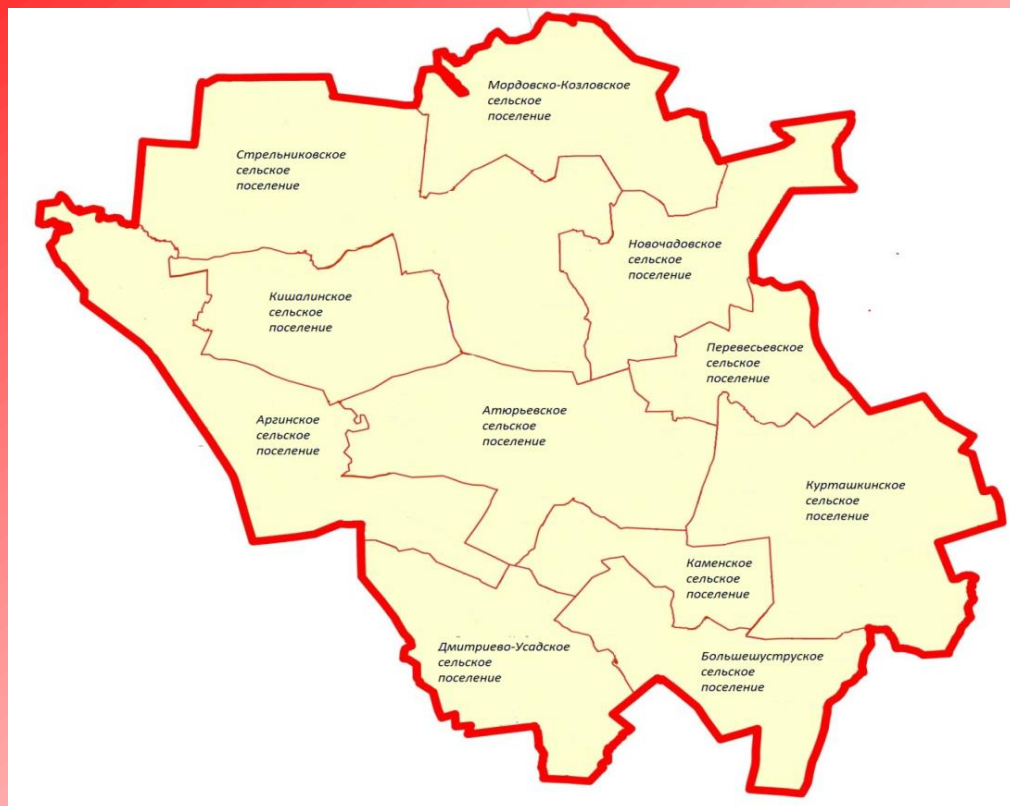 Мордовско-Козловское
сельское
поселение
Стрельниковское
сельское
поселение
Новочадовское
сельское
поселение
Кишалинское
сельское
поселение
Перевесьевское
сельское
поселение
Аргинское
сельское
поселение
Атюрьевское
сельское
поселение
Курташкинское
сельское
поселение
Каменское
сельское
поселение
Дмитриево-Усадское
сельское
поселение
Большешуструское
сельское
поселение